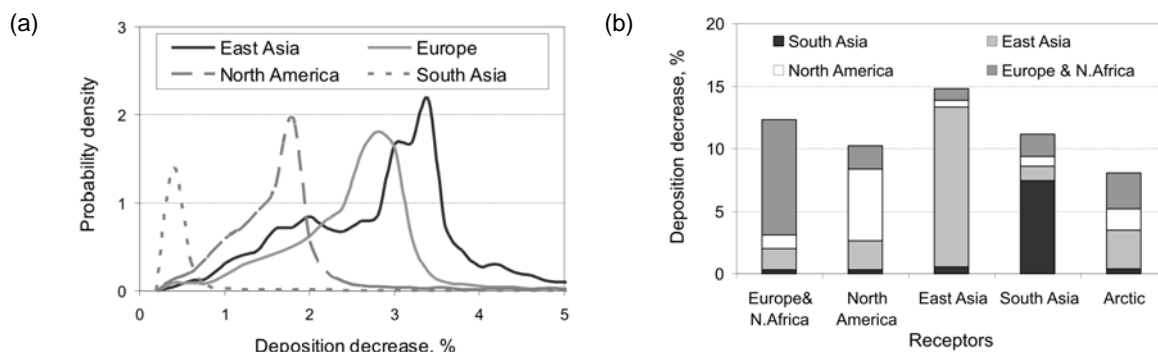 (a)
3
2
1
0
Probability density
East Asia
Europe
North America
South Asia
0 1 2 3 4 5
Deposition decrease, %
(b)
20
15
10
5
0
Deposition decrease, %
South Asia
East Asia
North America
Europe & N.Africa
Europe& North East Asia South Asia Arctic
N.Africa America
Receptors